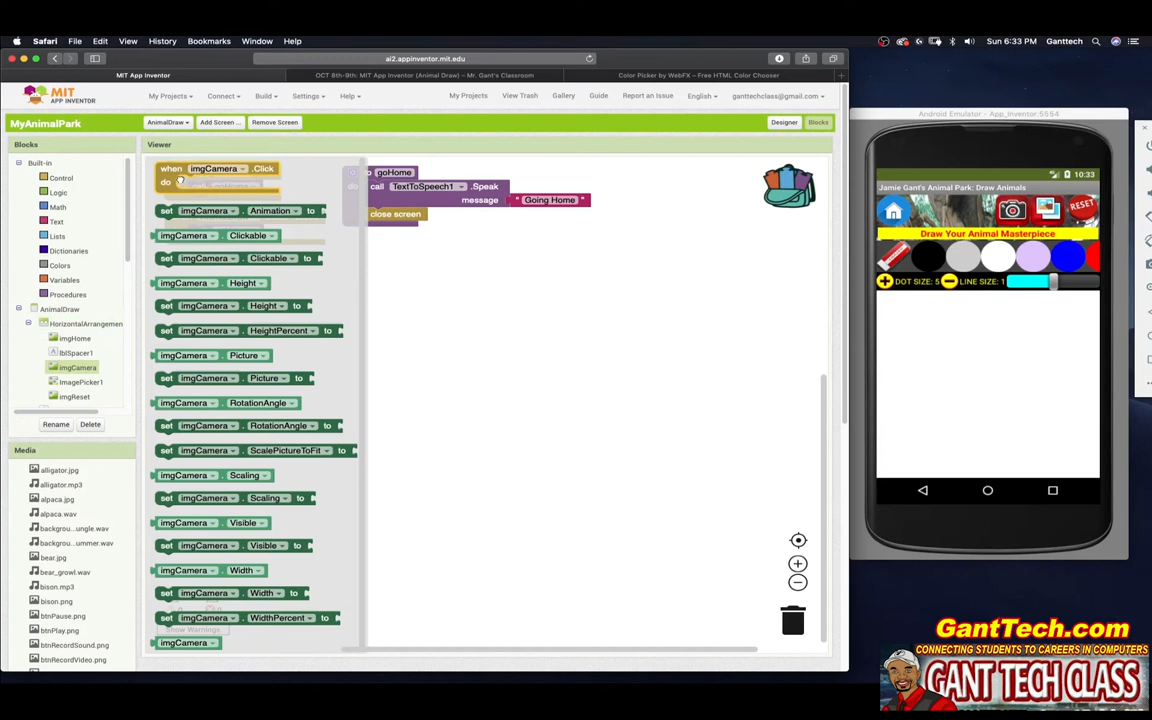 Safari File Edit View History Bookmarks Window Help
Sun 6:33 PM Ganttech
ai2.appinventor.mit.edu
MIT App Inventor
OCT 8th-9th: MIT App Inventor (Animal Draw) – Mr. Gant's Classroom
Color Picker by WebFX – Free HTML Color Chooser
MIT
APP INVENTOR
My Projects Connect Build Settings Help
My Projects View Trash Gallery Guide Report an Issue English ganttechclass@gmail.com
MyAnimalPark
AnimalDraw Add Screen ... Remove Screen
Designer Blocks
Blocks
Built-in
Control
Logic
Math
Text
Lists
Dictionaries
Colors
Variables
Procedures
AnimalDraw
HorizontalArrangemen
imgHome
lblSpacer1
imgCamera
ImagePicker1
imgReset
Rename Delete
Media
alligator.jpg
alligator.mp3
alpaca.jpg
alpaca.wav
backgrou...ungle.wav
backgrou...ummer.wav
bear.jpg
bear_growl.wav
bison.mp3
bison.png
btnPause.png
btnPlay.png
btnRecordSound.png
btnRecordVideo.png
Viewer
when imgCamera .Click
do
set imgCamera . Animation to
imgCamera . Clickable
set imgCamera . Clickable to
imgCamera . Height
set imgCamera . Height to
set imgCamera . HeightPercent to
imgCamera . Picture
set imgCamera . Picture to
imgCamera . RotationAngle
set imgCamera . RotationAngle to
set imgCamera . ScalePictureToFit to
imgCamera . Scaling
set imgCamera . Scaling to
imgCamera . Visible
set imgCamera . Visible to
imgCamera . Width
set imgCamera . Width to
set imgCamera . WidthPercent to
Show Warnings
imgCamera
goHome
call TextToSpeech1 .Speak
message " Going Home "
close screen
Android Emulator - App_Inventor:5554
10:33
Jamie Gant's Animal Park: Draw Animals
RESET
Draw Your Animal Masterpiece
DOT SIZE: 5 LINE SIZE: 1
GantTech.com
CONNECTING STUDENTS TO CAREERS IN COMPUTERS
GANT TECH CLASS